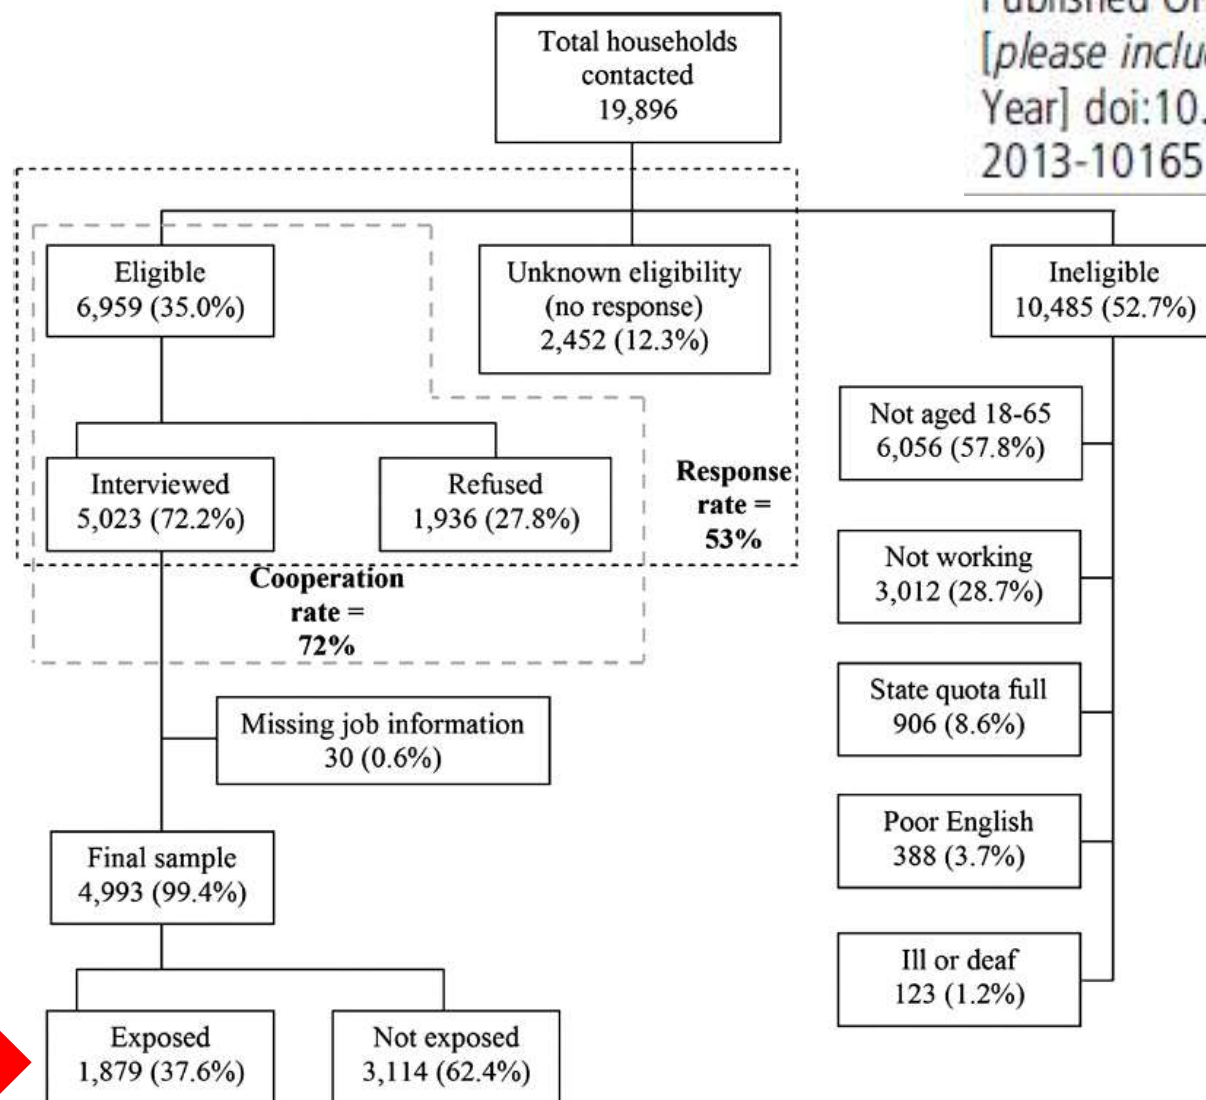 Total households
contacted
19,896
[please inclu
Year] doi:10.
2013-10165
Eligible
6,959 (35.0%)
Unknown eligibility
(no response)
2,452 (12.3%)
Ineligible
10,485 (52.7%)
Not aged 18-65
6,056 (57.8%)
Interviewed
5,023 (72.2%)
Refused
1,936 (27.8%)
Response
rate =
53%
Not working
3,012 (28.7%)
Cooperation
rate =
72%
State quota full
906 (8.6%)
Missing job information
30 (0.6%)
Poor English
388 (3.7%)
Final sample
4,993 (99.4%)
Ill or deaf
123 (1.2%)
Exposed
1,879 (37.6%)
Not exposed
3,114 (62.4%)